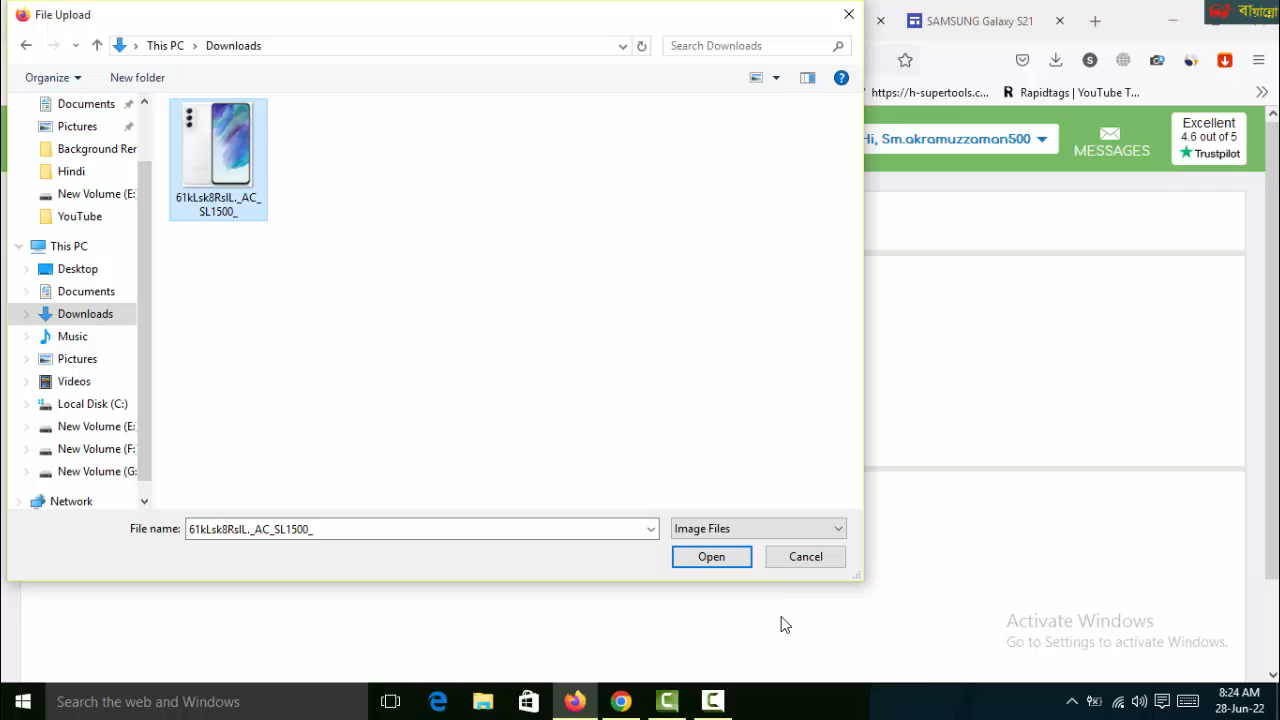 File Upload
SAMSUNG Galaxy S21
বায়ান্নো
This PC
Downloads
Search Downloads
Organize
New folder
https://h-supertools.c...
Rapidtags | YouTube T...
Documents
Pictures
Background Rer
Hindi
New Volume (E:
YouTube
This PC
Desktop
Documents
Downloads
Music
Pictures
Videos
Local Disk (C:)
New Volume (E:
New Volume (F:
New Volume (G:
Network
61kLsk8RslL._AC_
SL1500_
Hi, Sm.akramuzzaman500
MESSAGES
Excellent
4.6 out of 5
Trustpilot
File name:
61kLsk8RslL._AC_SL1500_
Image Files
Open
Cancel
Activate Windows
Go to Settings to activate Windows.
Search the web and Windows
8:24 AM
28-Jun-22